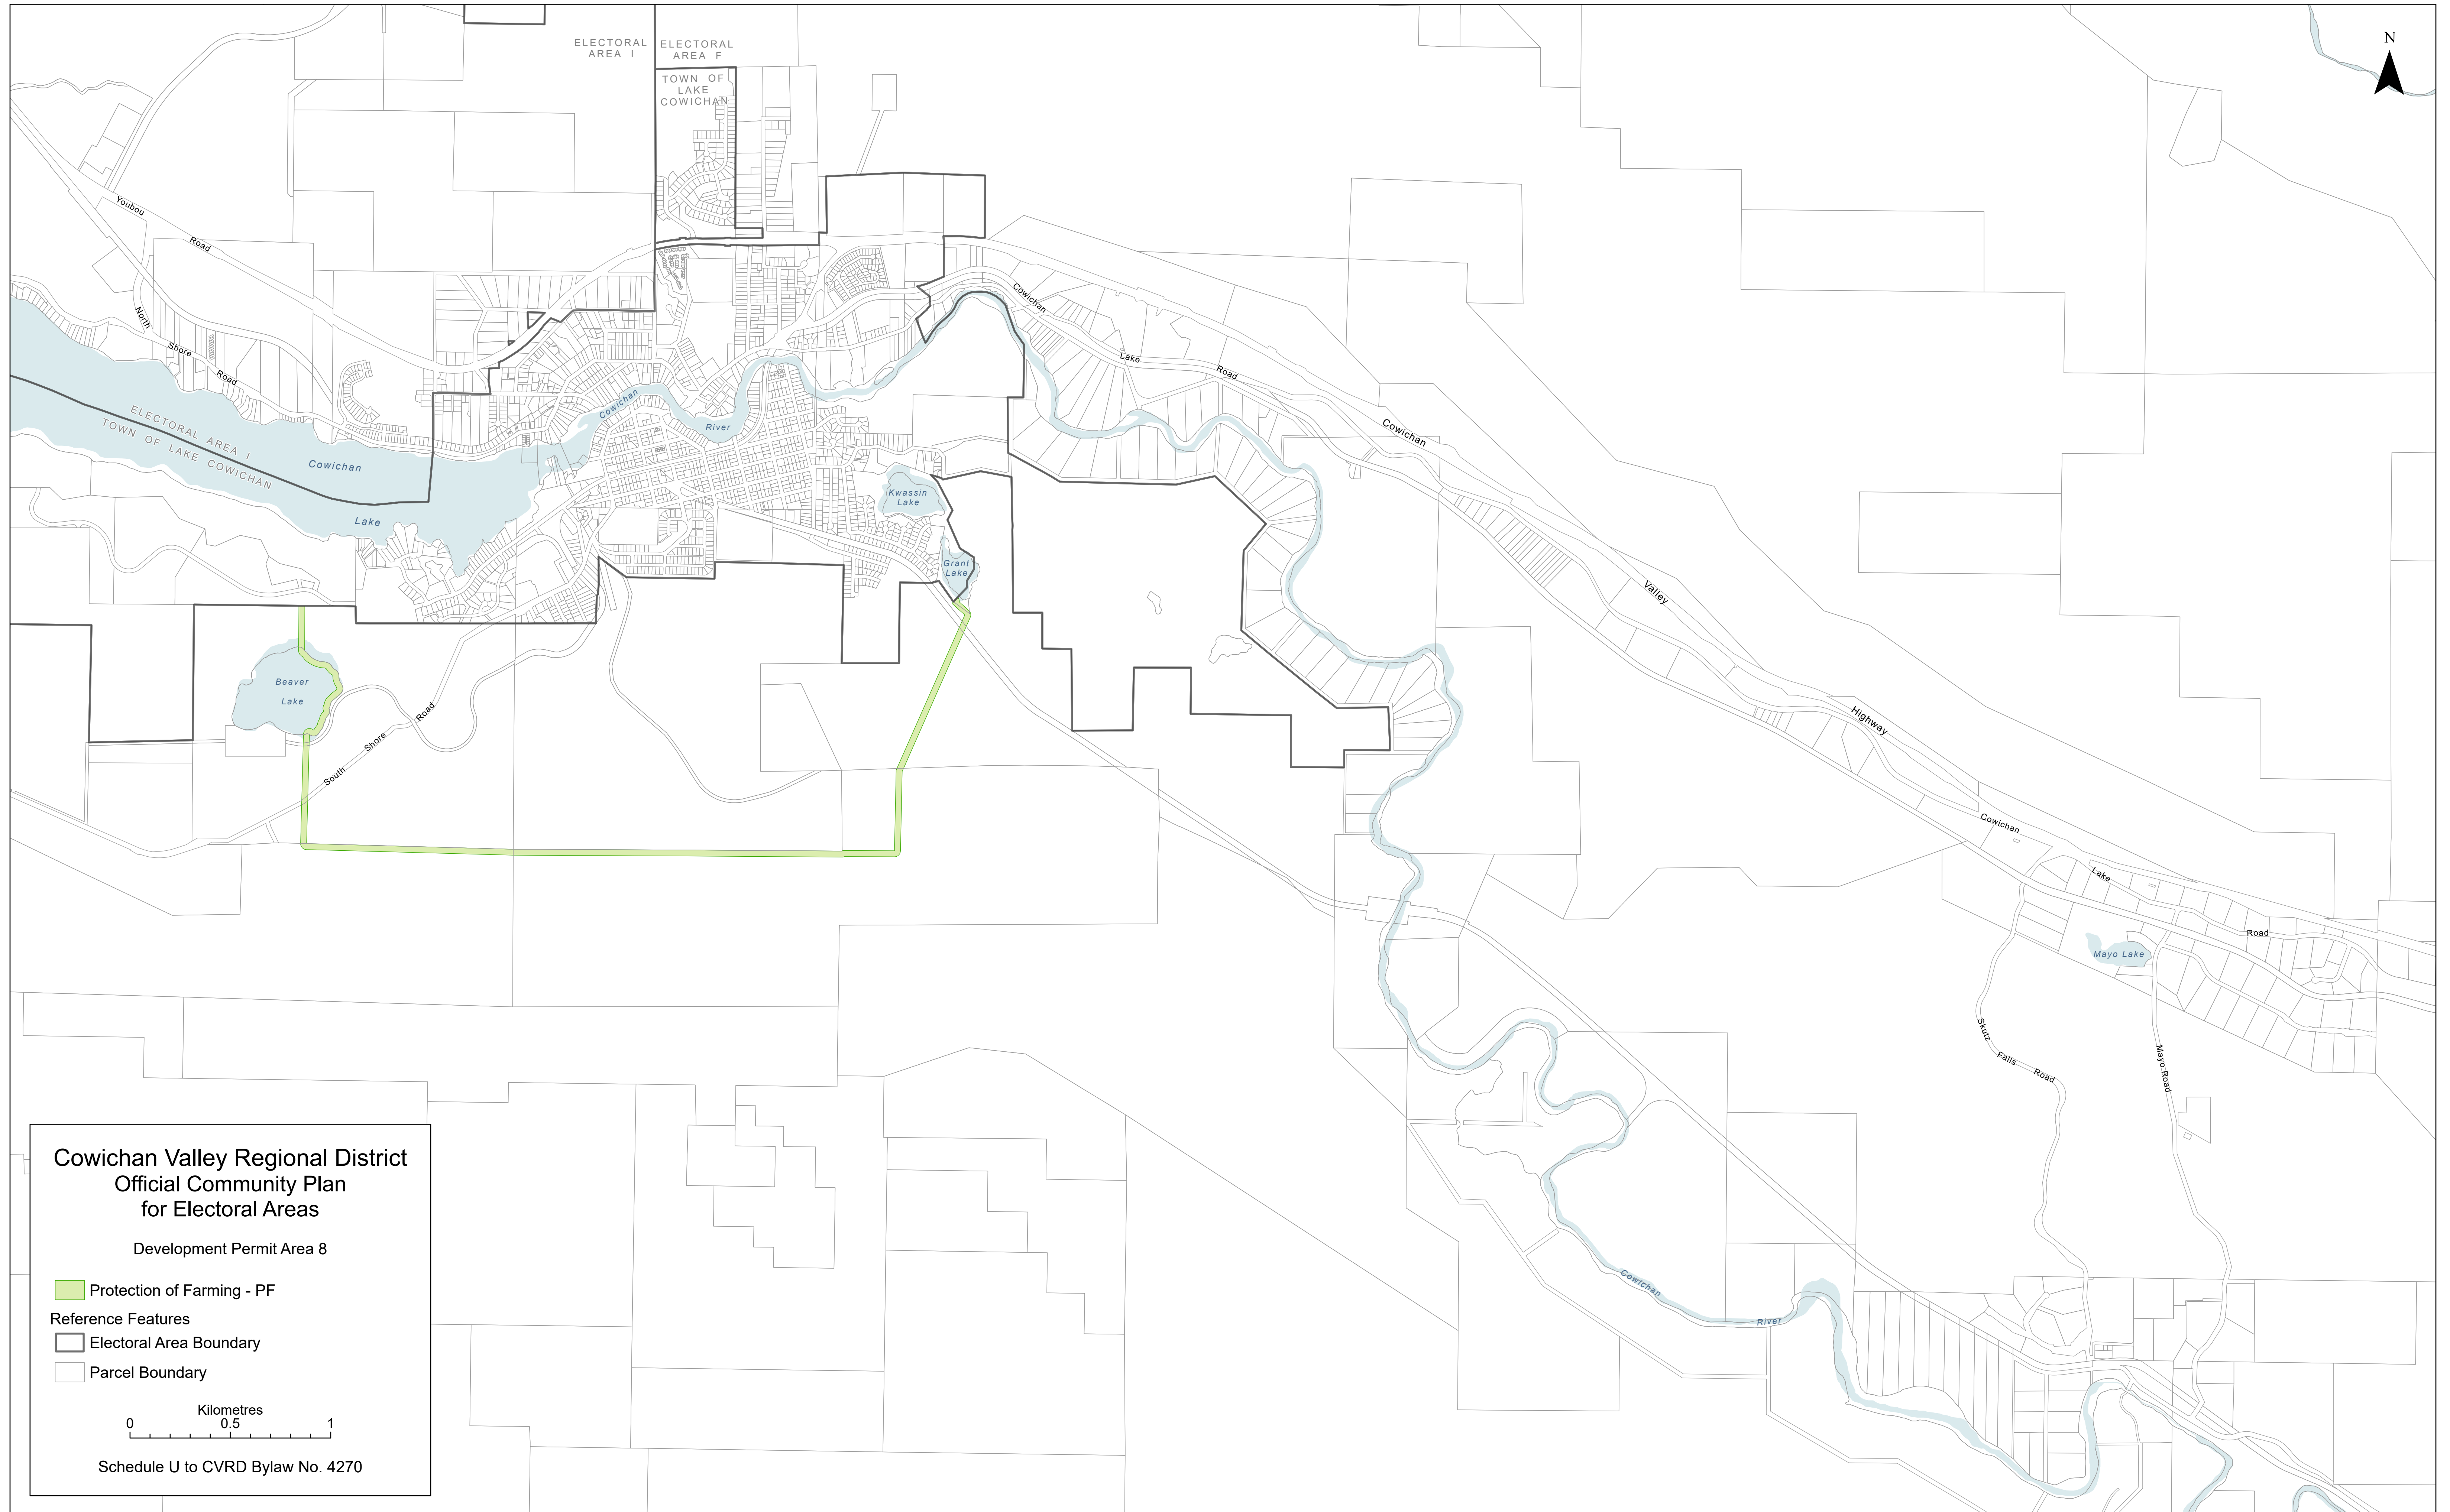 ELECTORAL
AREA I
ELECTORAL
AREA F
TOWN OF
LAKE
COWICHAN
N
Youbou
Road
North
Shore
Road
Cowichan
Lake
Road
Cowichan
River
ELECTORAL AREA I
TOWN OF LAKE COWICHAN
Cowichan
Lake
Kwassin
Lake
Grant
Lake
Cowichan
Valley
Highway
Beaver
Lake
South
Shore
Road
Cowichan
Lake
Road
Mayo Lake
Skutz
Falls
Road
Mayo Road
Cowichan
River
Cowichan Valley Regional District
Official Community Plan
for Electoral Areas
Development Permit Area 8
Protection of Farming - PF
Reference Features
Electoral Area Boundary
Parcel Boundary
Kilometres
0 0.5 1
Schedule U to CVRD Bylaw No. 4270